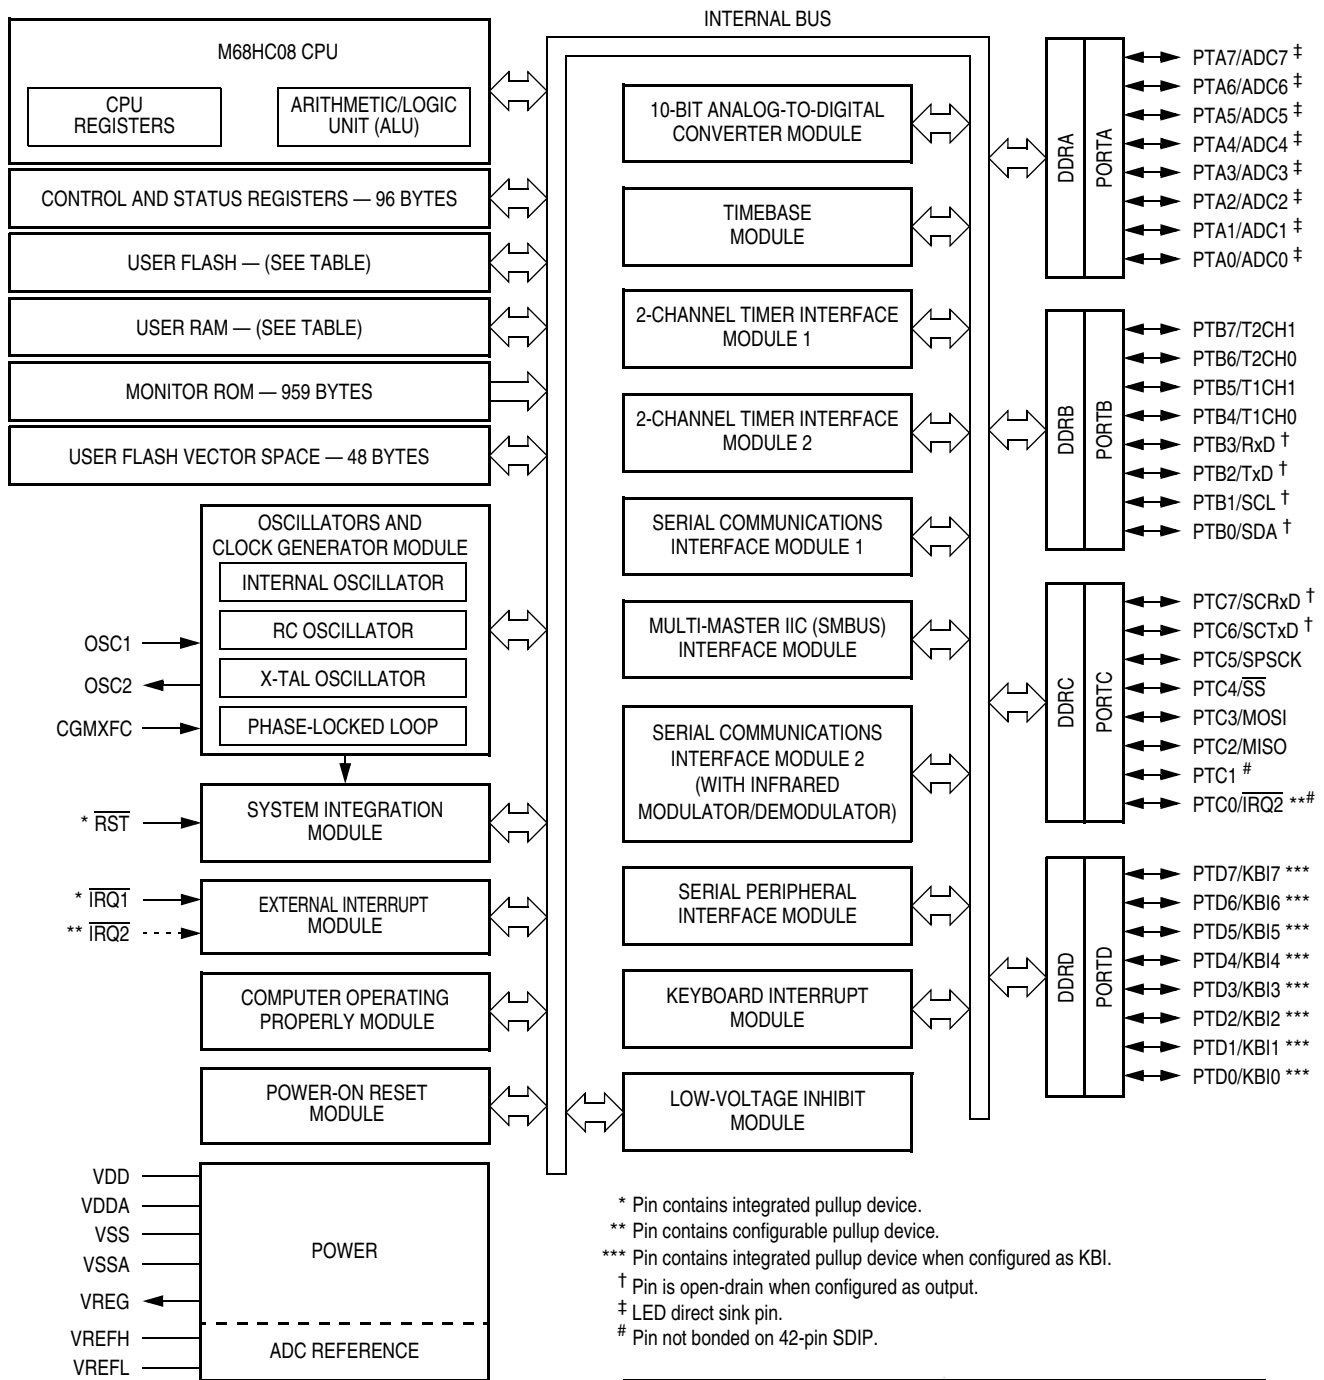 INTERNAL BUS
M68HC08 CPU
CPU
REGISTERS
ARITHMETIC/LOGIC
UNIT (ALU)
CONTROL AND STATUS REGISTERS — 96 BYTES
USER FLASH — (SEE TABLE)
USER RAM — (SEE TABLE)
MONITOR ROM — 959 BYTES
USER FLASH VECTOR SPACE — 48 BYTES
OSCILLATORS AND
CLOCK GENERATOR MODULE
INTERNAL OSCILLATOR
RC OSCILLATOR
X-TAL OSCILLATOR
PHASE-LOCKED LOOP
OSC1
OSC2
CGMXFC
SYSTEM INTEGRATION
MODULE
* RST
EXTERNAL INTERRUPT
MODULE
* IRQ1
** IRQ2
COMPUTER OPERATING
PROPERLY MODULE
POWER-ON RESET
MODULE
VDD
VDDA
VSS
VSSA
VREG
VREFH
VREFL
POWER
ADC REFERENCE
10-BIT ANALOG-TO-DIGITAL
CONVERTER MODULE
TIMEBASE
MODULE
2-CHANNEL TIMER INTERFACE
MODULE 1
2-CHANNEL TIMER INTERFACE
MODULE 2
SERIAL COMMUNICATIONS
INTERFACE MODULE 1
MULTI-MASTER IIC (SMBUS)
INTERFACE MODULE
SERIAL COMMUNICATIONS
INTERFACE MODULE 2
(WITH INFRARED
MODULATOR/DEMODULATOR)
SERIAL PERIPHERAL
INTERFACE MODULE
KEYBOARD INTERRUPT
MODULE
LOW-VOLTAGE INHIBIT
MODULE
DDRA
PORTA
PTA7/ADC7 ‡
PTA6/ADC6 ‡
PTA5/ADC5 ‡
PTA4/ADC4 ‡
PTA3/ADC3 ‡
PTA2/ADC2 ‡
PTA1/ADC1 ‡
PTA0/ADC0 ‡
DDRB
PORTB
PTB7/T2CH1
PTB6/T2CH0
PTB5/T1CH1
PTB4/T1CH0
PTB3/RxD †
PTB2/TxD †
PTB1/SCL †
PTB0/SDA †
DDRC
PORTC
PTC7/SCRxD †
PTC6/SCTxD †
PTC5/SPSCK
PTC4/SS
PTC3/MOSI
PTC2/MISO
PTC1 #
PTC0/IRQ2 **#
DDRD
PORTD
PTD7/KBI7 ***
PTD6/KBI6 ***
PTD5/KBI5 ***
PTD4/KBI4 ***
PTD3/KBI3 ***
PTD2/KBI2 ***
PTD1/KBI1 ***
PTD0/KBI0 ***
* Pin contains integrated pullup device.
** Pin contains configurable pullup device.
*** Pin contains integrated pullup device when configured as KBI.
† Pin is open-drain when configured as output.
‡ LED direct sink pin.
# Pin not bonded on 42-pin SDIP.